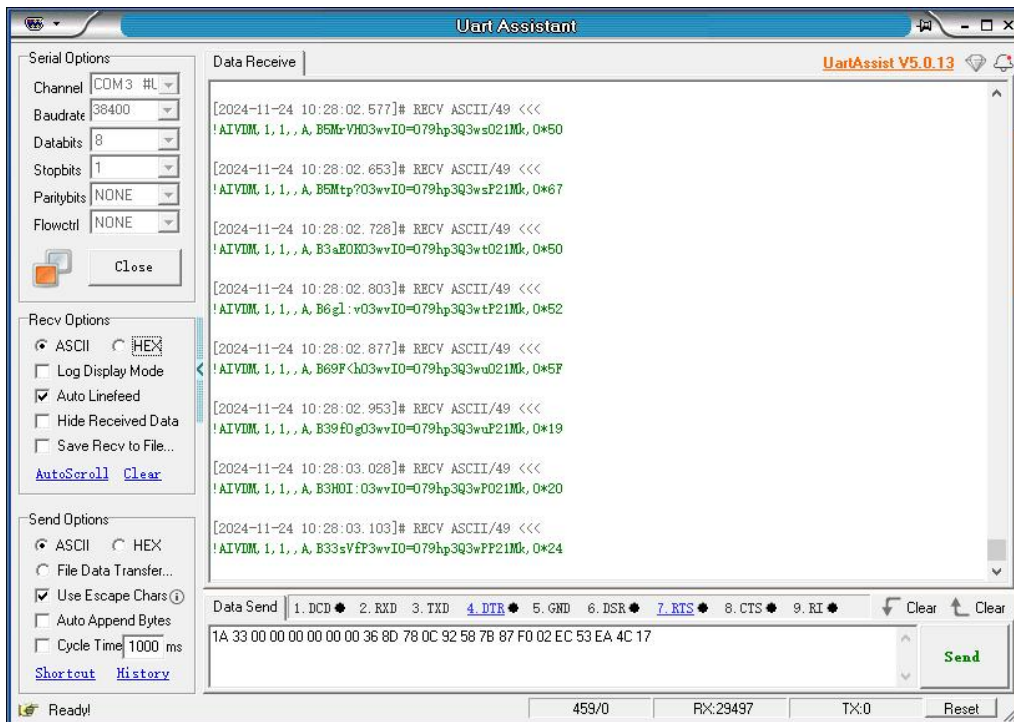 Uart Assistant
Serial Options
Channel COM3 #U
Baudrate 38400
Databits 8
Stopbits 1
Paritybits NONE
Flowctrl NONE
Close
Recv Options
ASCII HEX
Log Display Mode
Auto Linefeed
Hide Received Data
Save Recv to File...
AutoScroll Clear
Send Options
ASCII HEX
File Data Transfer...
Use Escape Chars
Auto Append Bytes
Cycle Time 1000 ms
Shortcut History
Data Receive UartAssist V5.0.13
[2024-11-24 10:28:02.577]# RECV ASCII/49 <<<
!AIVDM,1,1,,A,B5MrVH03wvI0=079hp3Q3ws021Mk,0*50
[2024-11-24 10:28:02.653]# RECV ASCII/49 <<<
!AIVDM,1,1,,A,B5Mtp?03wvI0=079hp3Q3wsP21Mk,0*67
[2024-11-24 10:28:02.728]# RECV ASCII/49 <<<
!AIVDM,1,1,,A,B3aE0K03wvI0=079hp3Q3wt021Mk,0*50
[2024-11-24 10:28:02.803]# RECV ASCII/49 <<<
!AIVDM,1,1,,A,B6gl:v03wvI0=079hp3Q3wtP21Mk,0*52
[2024-11-24 10:28:02.877]# RECV ASCII/49 <<<
!AIVDM,1,1,,A,B69F<h03wvI0=079hp3Q3wu021Mk,0*5F
[2024-11-24 10:28:02.953]# RECV ASCII/49 <<<
!AIVDM,1,1,,A,B39f0g03wvI0=079hp3Q3wuP21Mk,0*19
[2024-11-24 10:28:03.028]# RECV ASCII/49 <<<
!AIVDM,1,1,,A,B3H0I:03wvI0=079hp3Q3wP021Mk,0*20
[2024-11-24 10:28:03.103]# RECV ASCII/49 <<<
!AIVDM,1,1,,A,B33sVfP3wvI0=079hp3Q3wPP21Mk,0*24
Data Send 1. DCD 2. RXD 3. TXD 4. DTR 5. GND 6. DSR 7. RTS 8. CTS 9. RI Clear Clear
1A 33 00 00 00 00 00 00 36 8D 78 0C 92 58 7B 87 F0 02 EC 53 EA 4C 17
Send
Ready! 459/0 RX:29497 TX:0 Reset